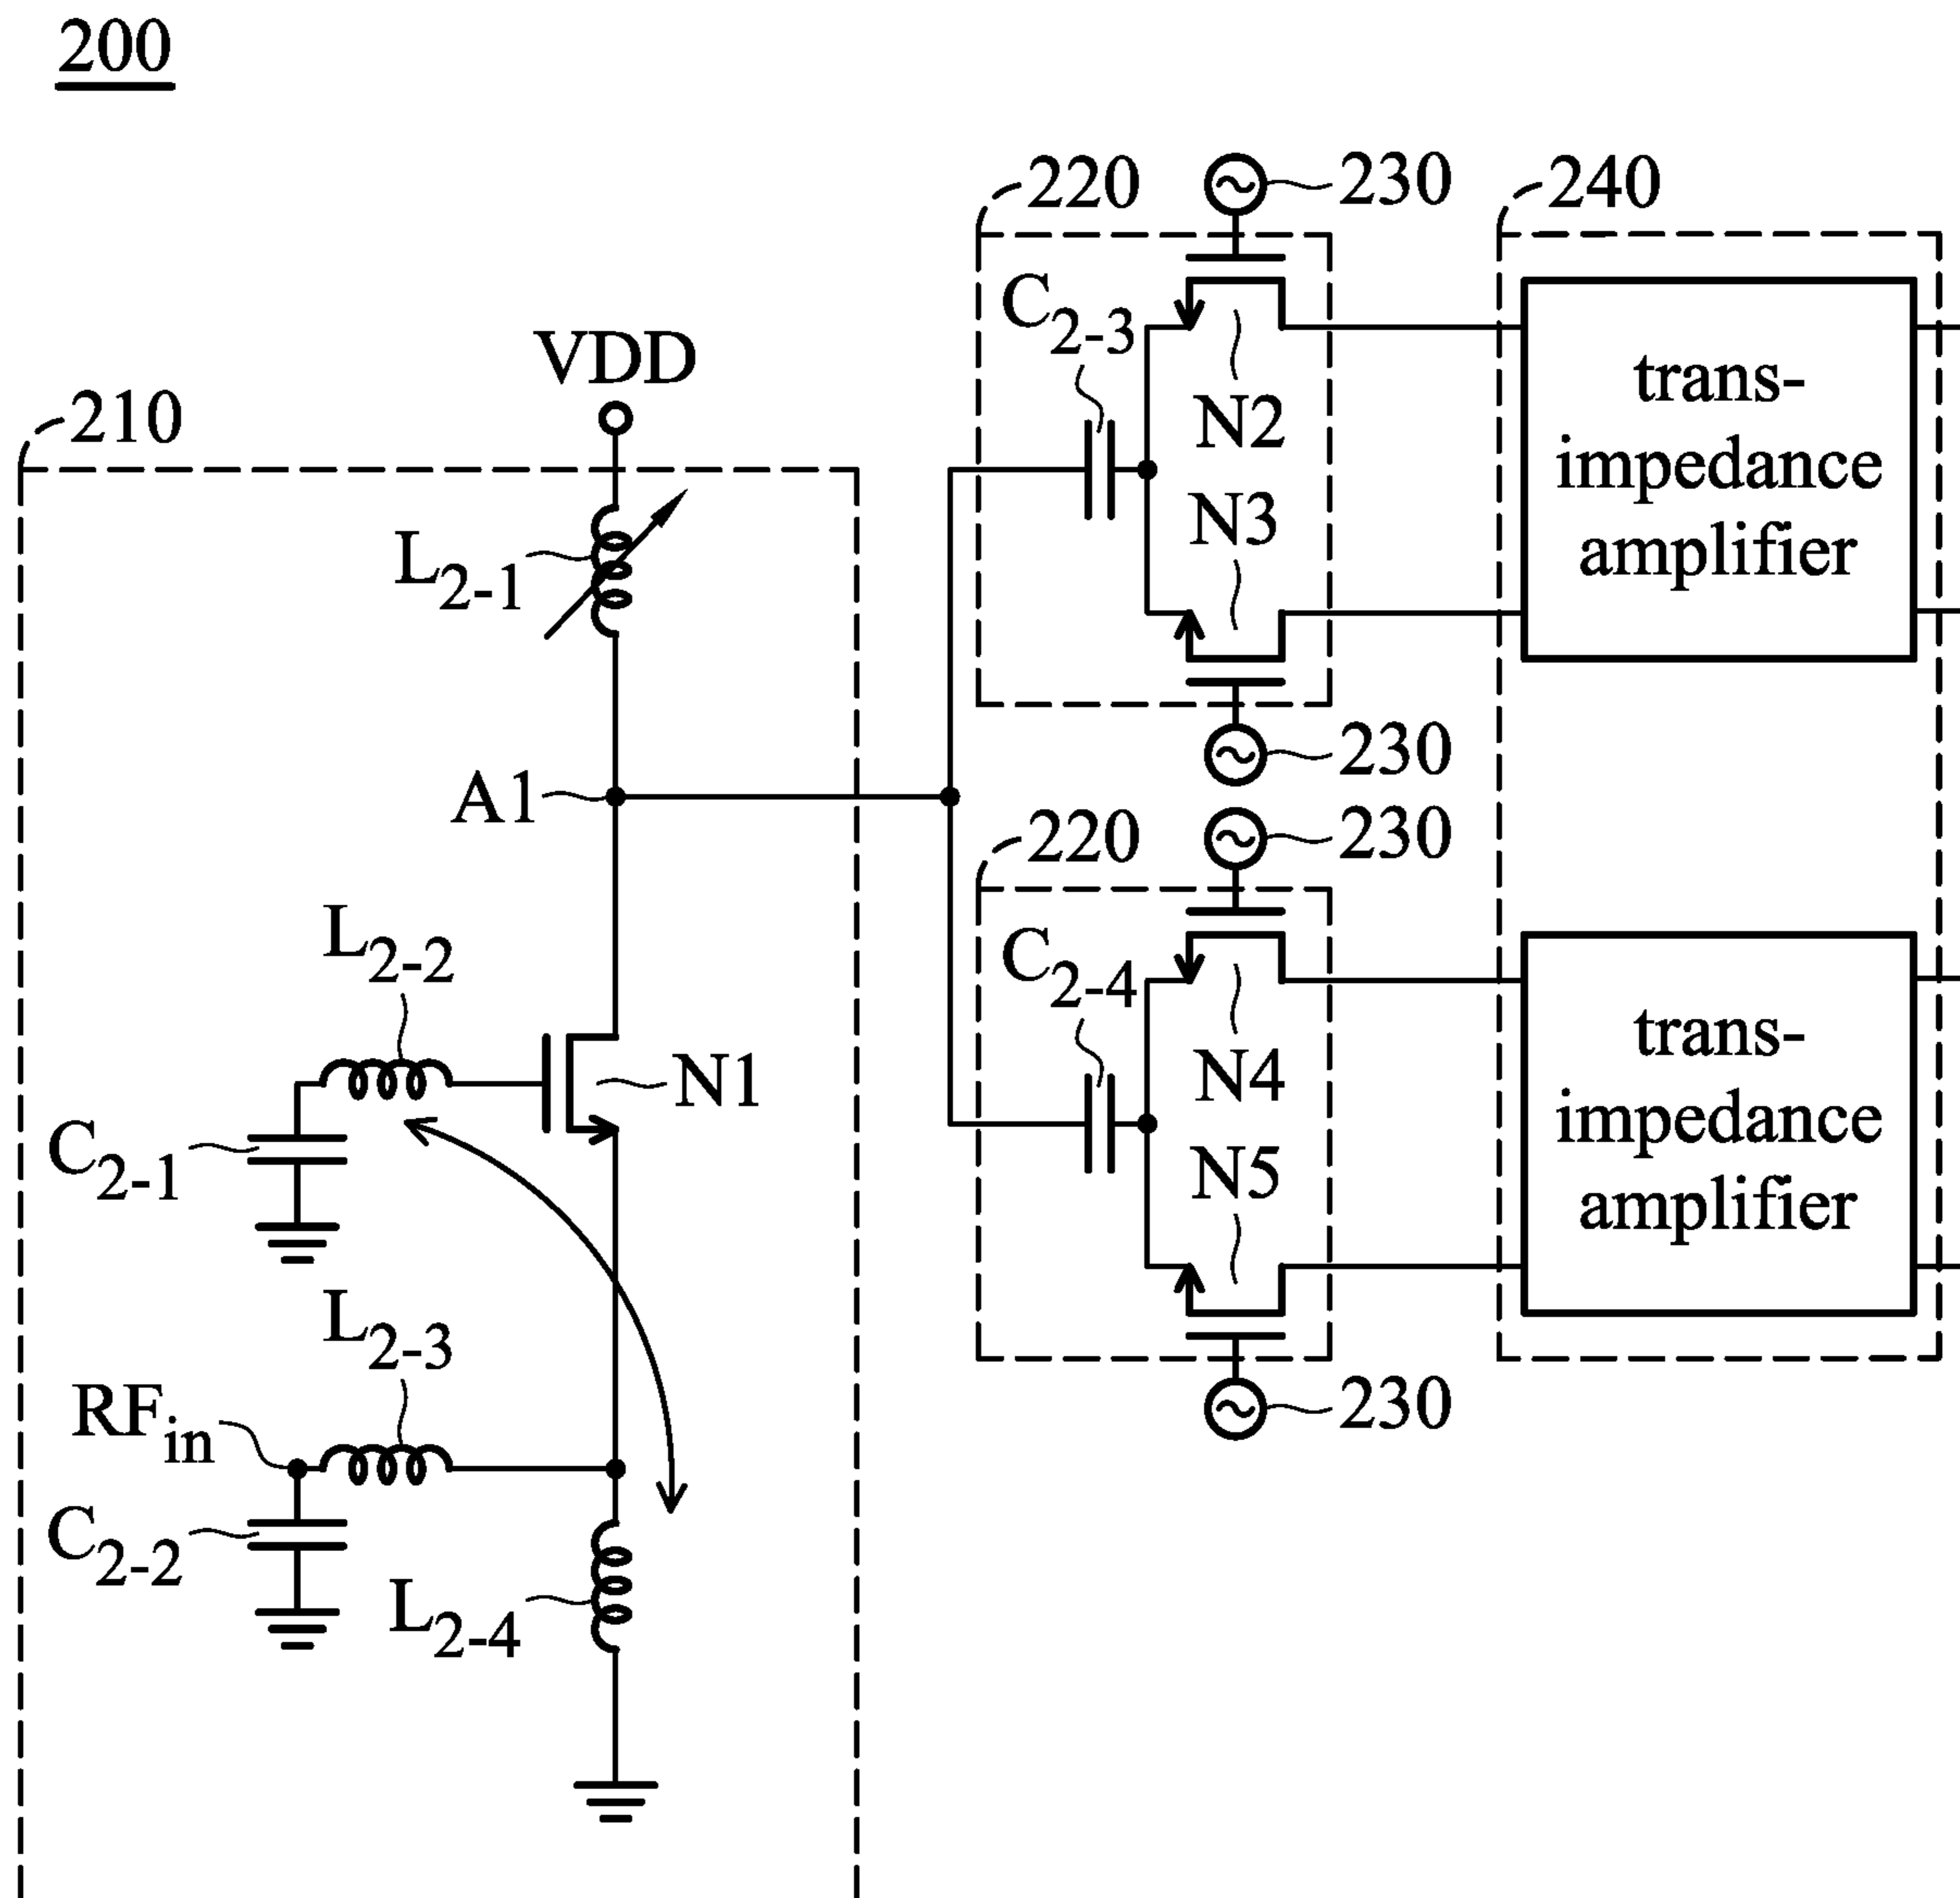 200
220
230
240
C2-3
VDD
N2
210
L2-1
N3
trans-
impedance
amplifier
230
A1
220
230
C2-4
L2-2
N1
N4
C2-1
N5
trans-
impedance
amplifier
L2-3
RFin
230
C2-2
L2-4